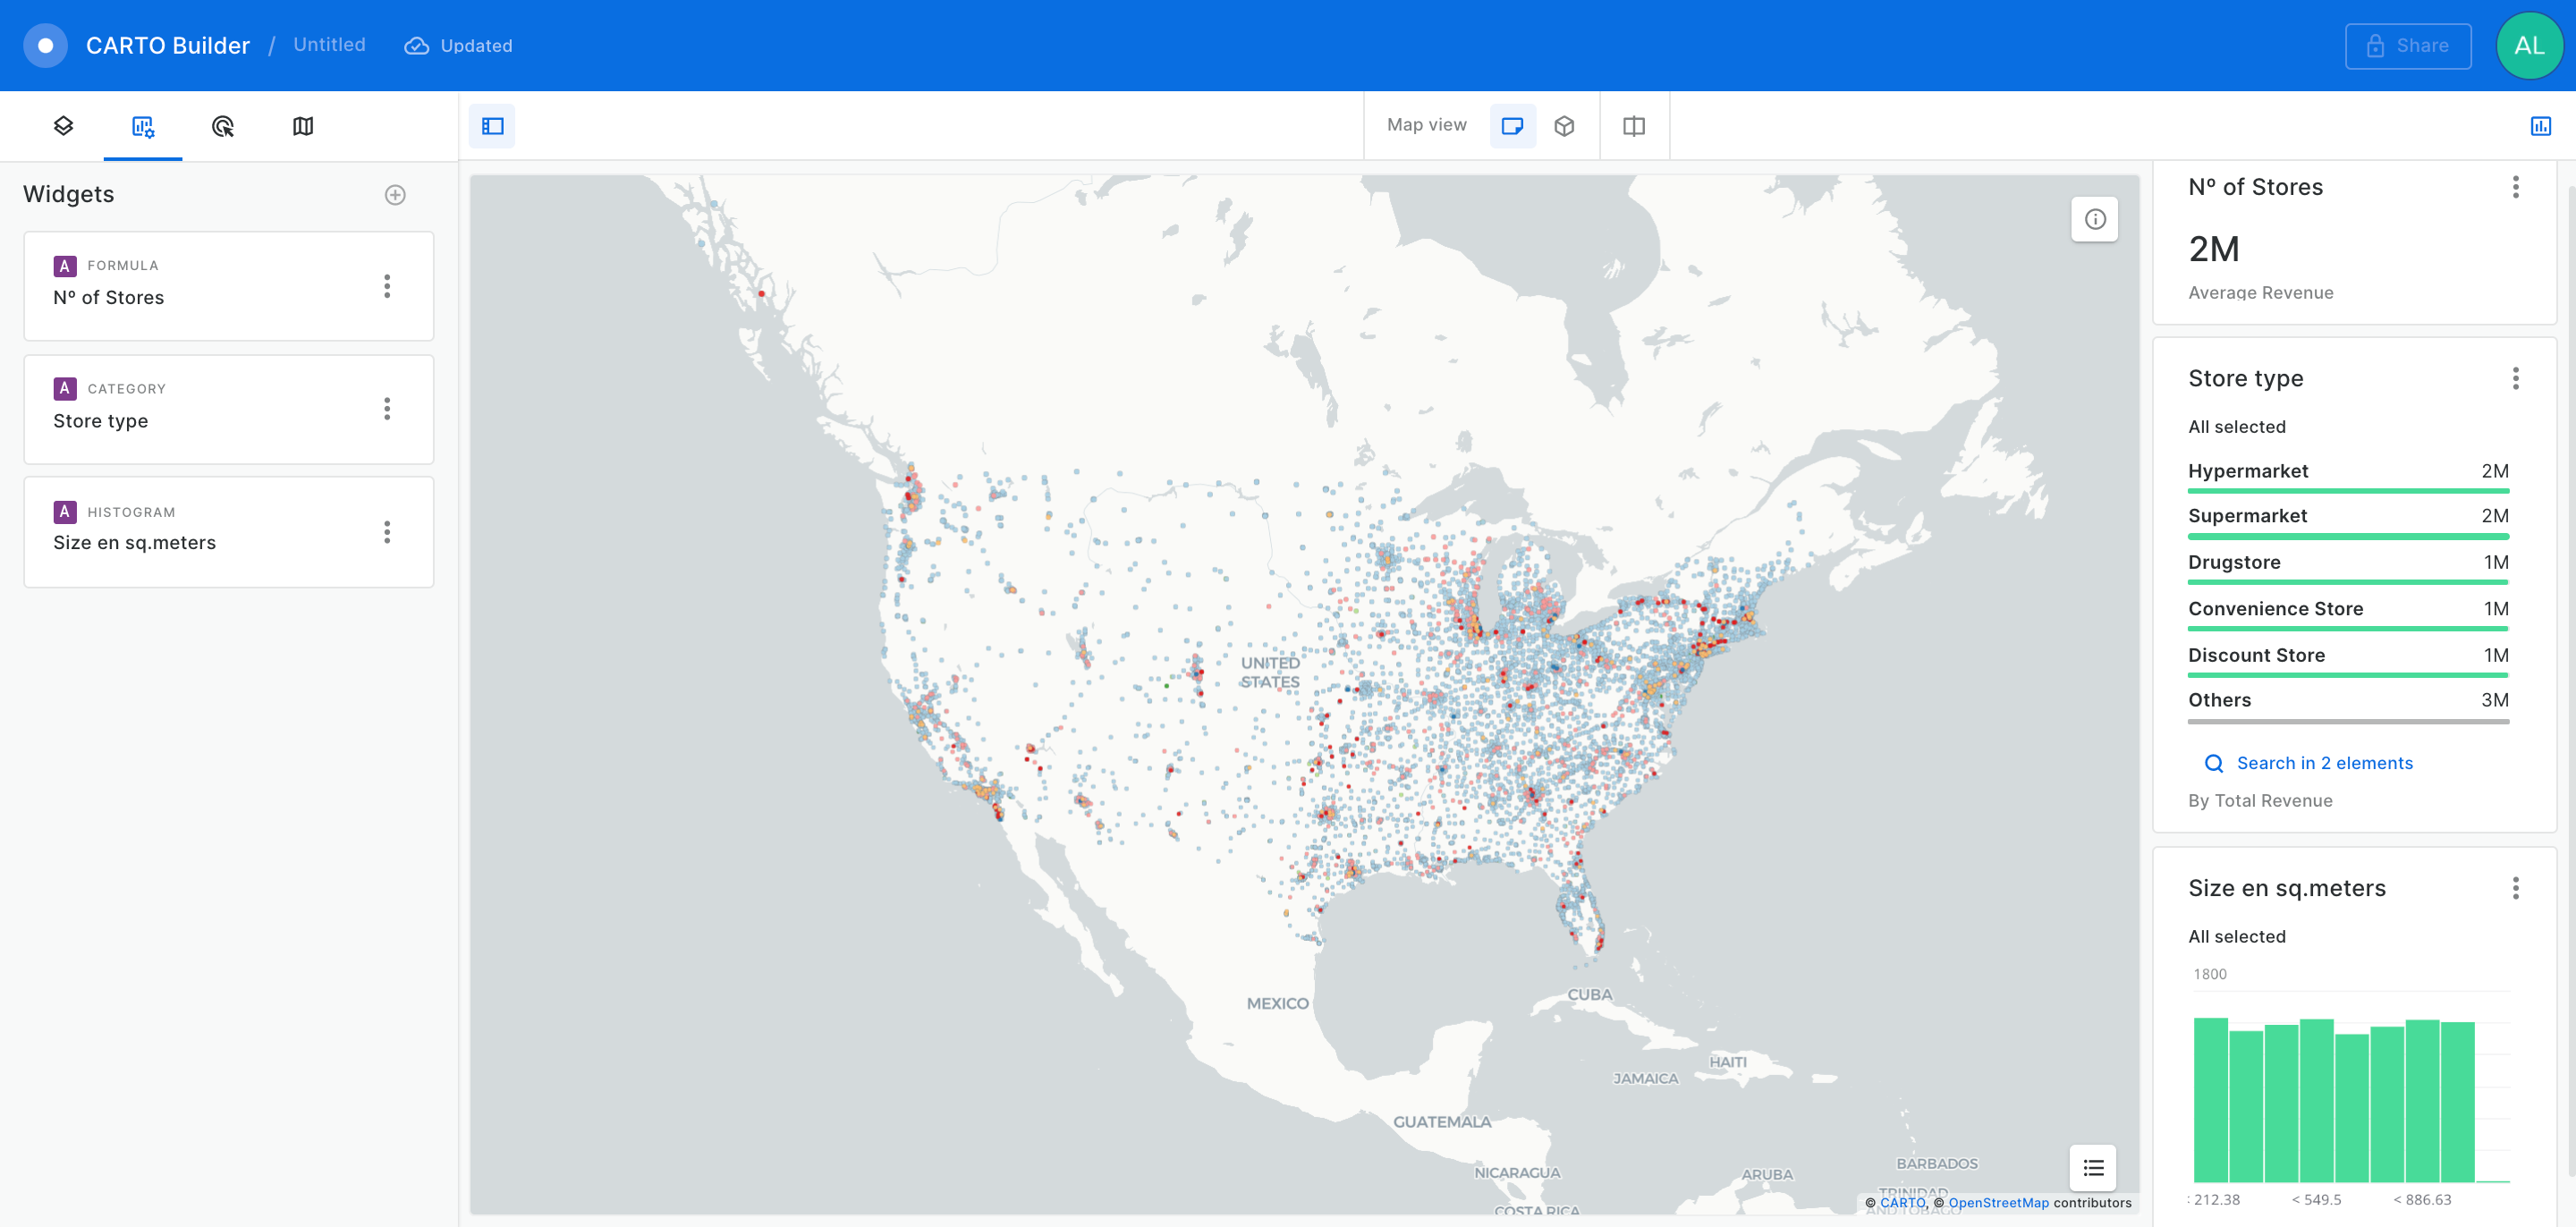 CARTO Builder / Untitled Updated
Share
AL
Map view
Widgets
A FORMULA
Nº of Stores
A CATEGORY
Store type
A HISTOGRAM
Size en sq.meters
UNITED
STATES
MEXICO
CUBA
HAITI
JAMAICA
GUATEMALA
NICARAGUA
BARBADOS
ARUBA
TRINIDAD
AND TOBAGO
COSTA RICA
© CARTO, © OpenStreetMap contributors
Nº of Stores
2M
Average Revenue
Store type
All selected
Hypermarket 2M
Supermarket 2M
Drugstore 1M
Convenience Store 1M
Discount Store 1M
Others 3M
Search in 2 elements
By Total Revenue
Size en sq.meters
All selected
1800
: 212.38 < 549.5 < 886.63